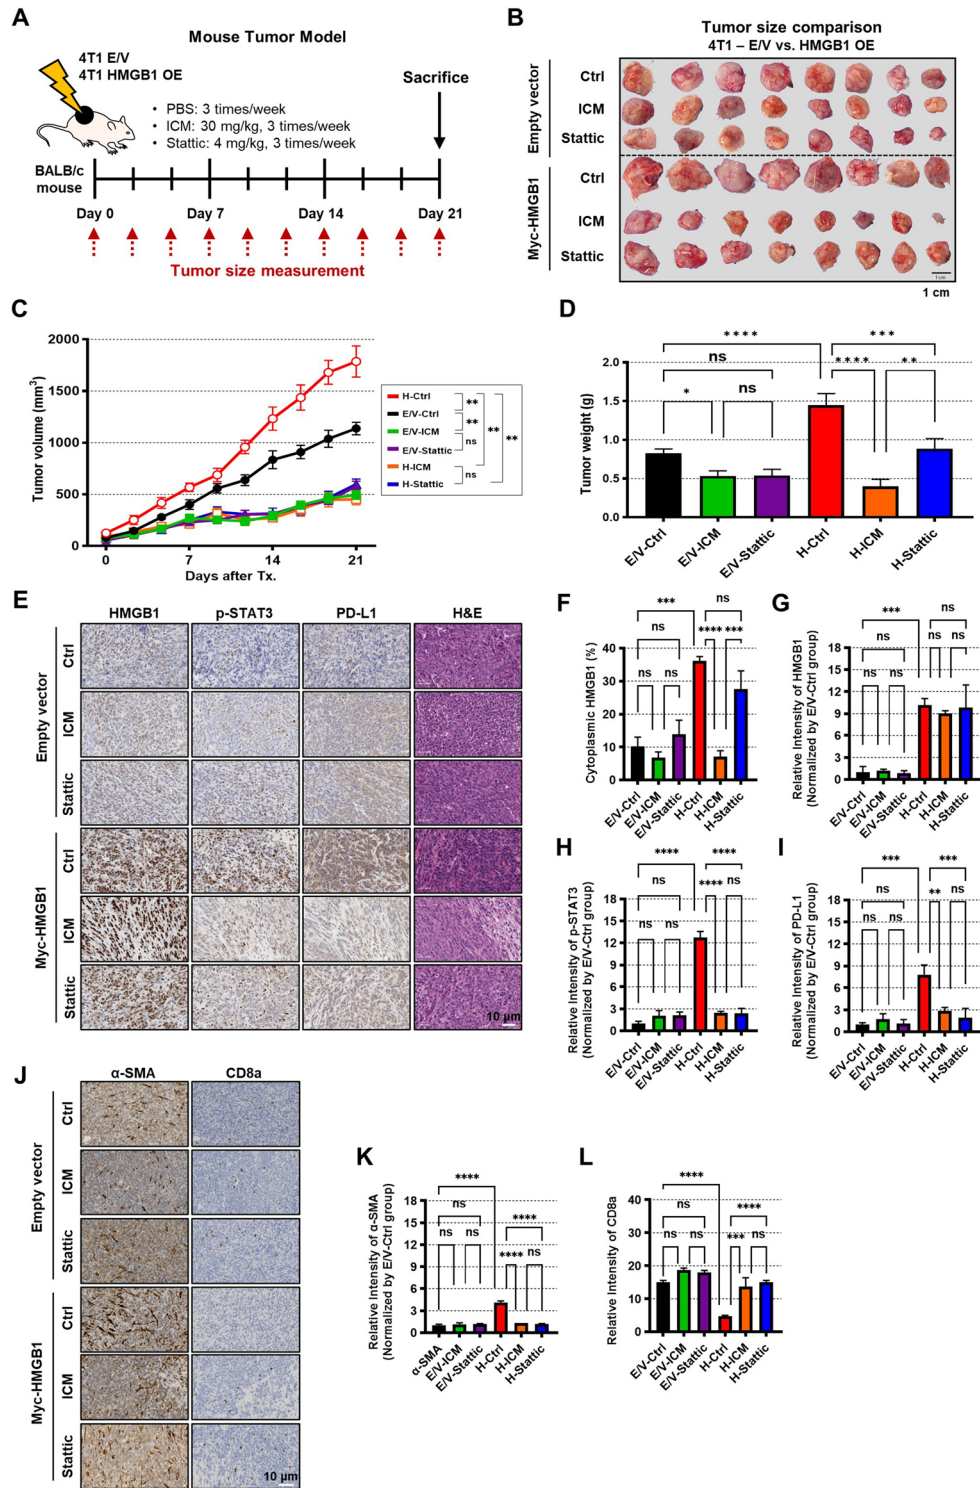 A
Mouse Tumor Model
4T1 E/V
4T1 HMGB1 OE
Sacrifice
• PBS: 3 times/week
• ICM: 30 mg/kg, 3 times/week
• Stattic: 4 mg/kg, 3 times/week
BALB/c
mouse
Day 0
Day 7
Day 14
Day 21
Tumor size measurement
B
Tumor size comparison
4T1 – E/V vs. HMGB1 OE
Empty vector
Ctrl
ICM
Stattic
Myc-HMGB1
Ctrl
ICM
Stattic
1 cm
1 cm
C
Tumor volume (mm³)
2000
1500
1000
500
0
0
7
14
21
Days after Tx.
H-Ctrl
E/V-Ctrl
E/V-ICM
E/V-Stattic
H-ICM
H-Stattic
**
**
ns
ns
**
**
D
Tumor weight (g)
2.0
1.5
1.0
0.5
0.0
****
***
ns
****
**
*
ns
E/V-Ctrl
E/V-ICM
E/V-Stattic
H-Ctrl
H-ICM
H-Stattic
E
HMGB1
p-STAT3
PD-L1
H&E
Empty vector
Ctrl
ICM
Stattic
Myc-HMGB1
Ctrl
ICM
Stattic
10 µm
F
Cytoplasmic HMGB1 (%)
40
30
20
10
0
***
ns
ns
****
***
ns
ns
E/V-Ctrl
E/V-ICM
E/V-Stattic
H-Ctrl
H-ICM
H-Stattic
G
Relative Intensity of HMGB1
(Normalized by E/V-Ctrl group)
18
15
12
9
6
3
0
***
ns
ns
ns
ns
ns
ns
E/V-Ctrl
E/V-ICM
E/V-Stattic
H-Ctrl
H-ICM
H-Stattic
H
Relative Intensity of p-STAT3
(Normalized by E/V-Ctrl group)
18
15
12
9
6
3
0
****
****
ns
****
ns
ns
ns
E/V-Ctrl
E/V-ICM
E/V-Stattic
H-Ctrl
H-ICM
H-Stattic
I
Relative Intensity of PD-L1
(Normalized by E/V-Ctrl group)
18
15
12
9
6
3
0
***
***
ns
**
ns
ns
ns
E/V-Ctrl
E/V-ICM
E/V-Stattic
H-Ctrl
H-ICM
H-Stattic
J
α-SMA
CD8a
Empty vector
Ctrl
ICM
Stattic
Myc-HMGB1
Ctrl
ICM
Stattic
10 µm
K
Relative Intensity of α-SMA
(Normalized by E/V-Ctrl group)
18
15
12
9
6
3
0
****
ns
****
ns
ns
****
ns
α-SMA
E/V-ICM
E/V-Stattic
H-Ctrl
H-ICM
H-Stattic
L
Relative Intensity of CD8a
40
30
20
10
0
****
ns
****
ns
ns
***
ns
E/V-Ctrl
E/V-ICM
E/V-Stattic
H-Ctrl
H-ICM
H-Stattic